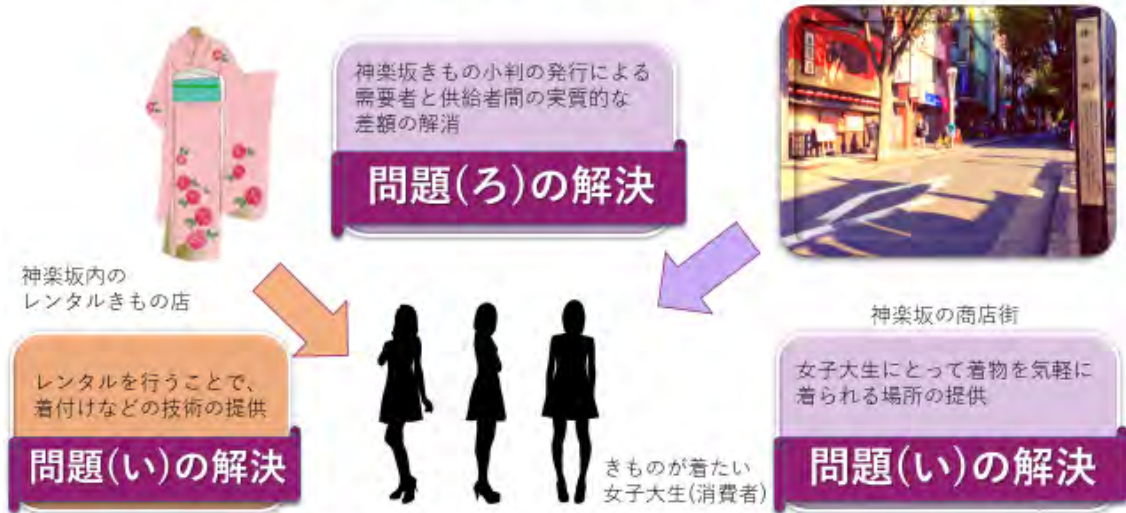 神楽坂きもの小判の発行による
需要者と供給者間の実質的な
差額の解消
問題(ろ)の解決
神楽坂内の
レンタルきもの店
レンタルを行うことで、
着付けなどの技術の提供
問題(い)の解決
きものが着たい
女子大生(消費者)
神楽坂の商店街
女子大生にとって着物を気軽に
着られる場所の提供
問題(い)の解決